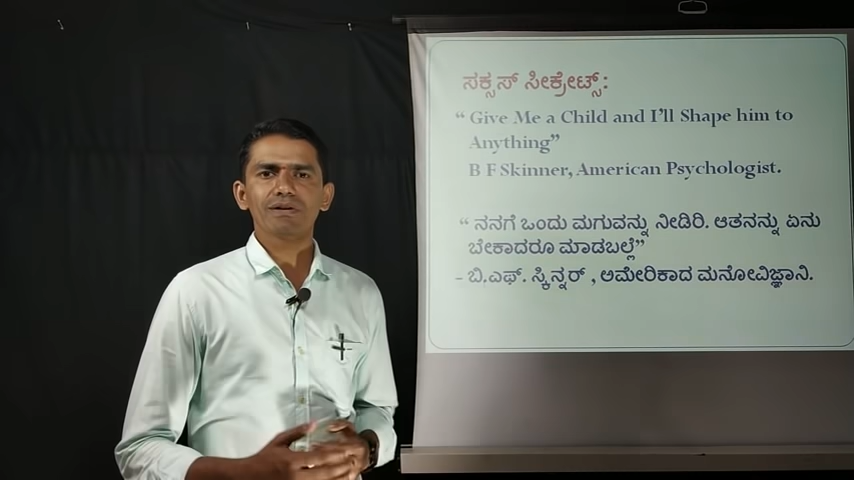 ಸಕ್ಸಸ್ ಸೀಕ್ರೇಟ್ಸ್:
“ Give Me a Child and I’ll Shape him to
Anything”
B F Skinner, American Psychologist.
“ ನನಗೆ ಒಂದು ಮಗುವನ್ನು ನೀಡಿರಿ. ಆತನನ್ನು ಏನು
ಬೇಕಾದರೂ ಮಾಡಬಲ್ಲೆ”
- ಬಿ.ಎಫ್. ಸ್ಕಿನ್ನರ್ , ಅಮೇರಿಕಾದ ಮನೋವಿಜ್ಞಾನಿ.